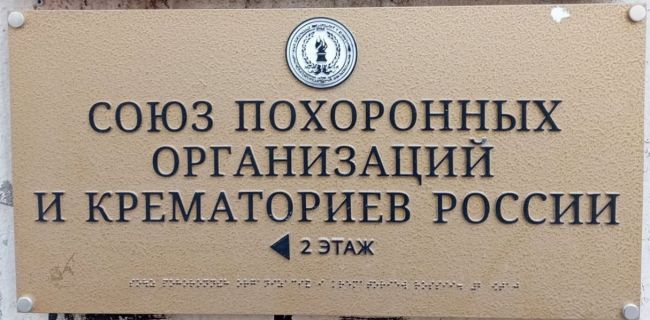 СОЮЗ ПОХОРОННЫХ
ОРГАНИЗАЦИЙ
И КРЕМАТОРИЕВ РОССИИ
2 ЭТАЖ